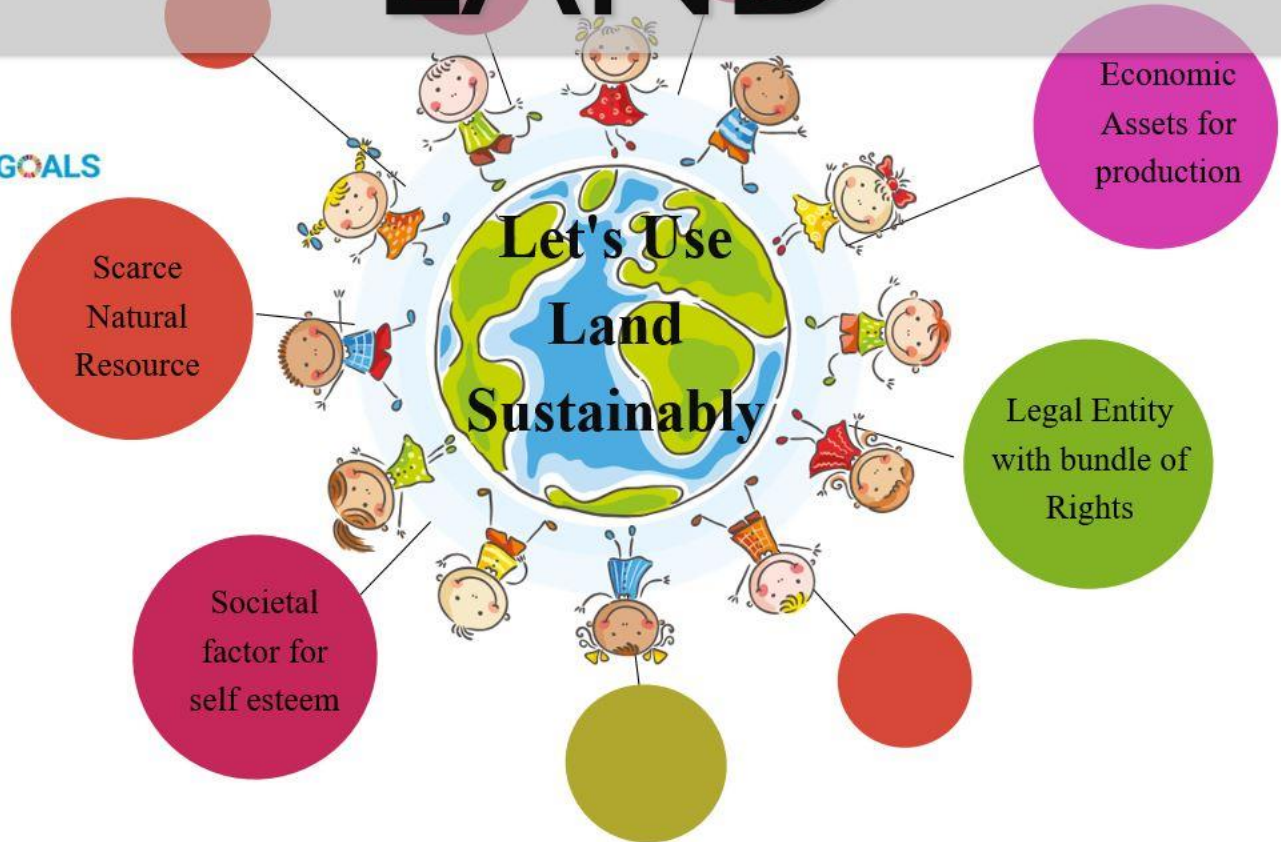 LAND
GOALS
Economic
Assets for
production
Let's Use
Land
Sustainably
Scarce
Natural
Resource
Legal Entity
with bundle of
Rights
Societal
factor for
self esteem